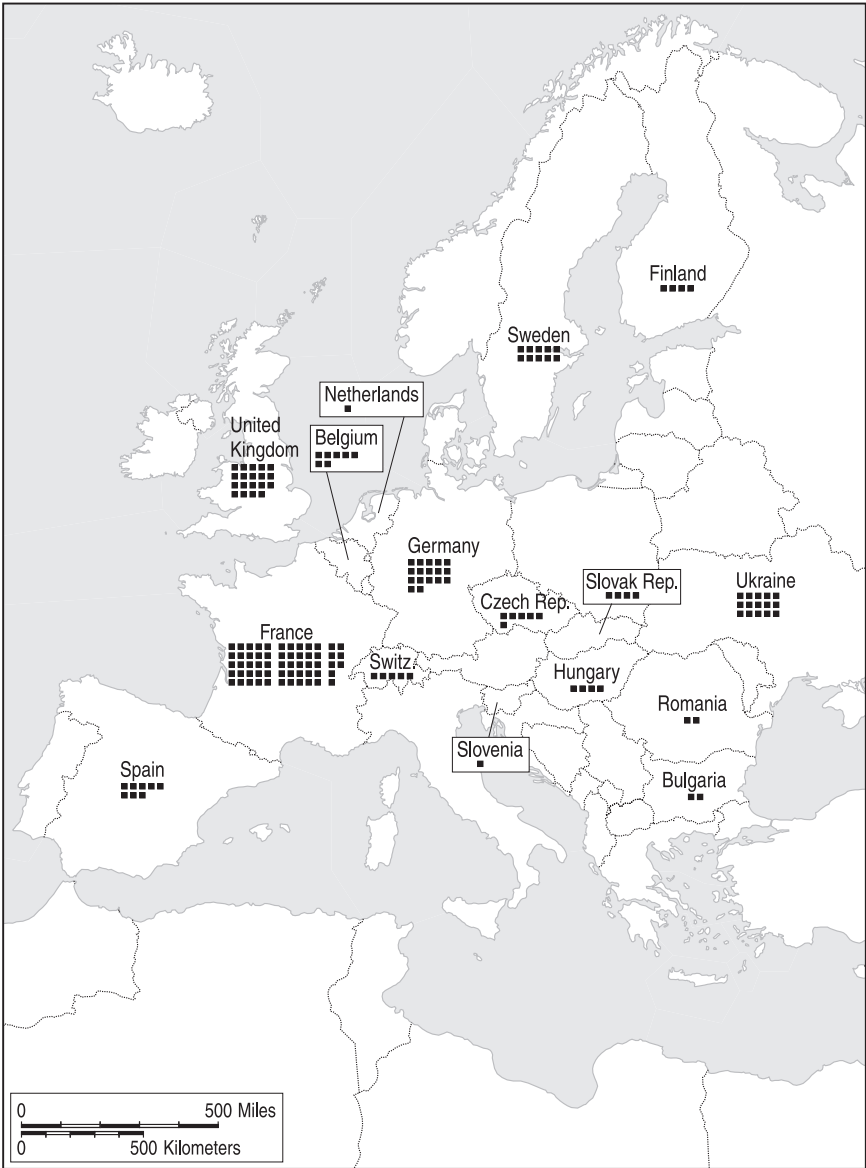 Finland
Sweden
Netherlands
United
Kingdom
Belgium
Germany
Slovak Rep.
Ukraine
Czech Rep.
France
Switz.
Hungary
Romania
Slovenia
Spain
Bulgaria
0 500 Miles
0 500 Kilometers